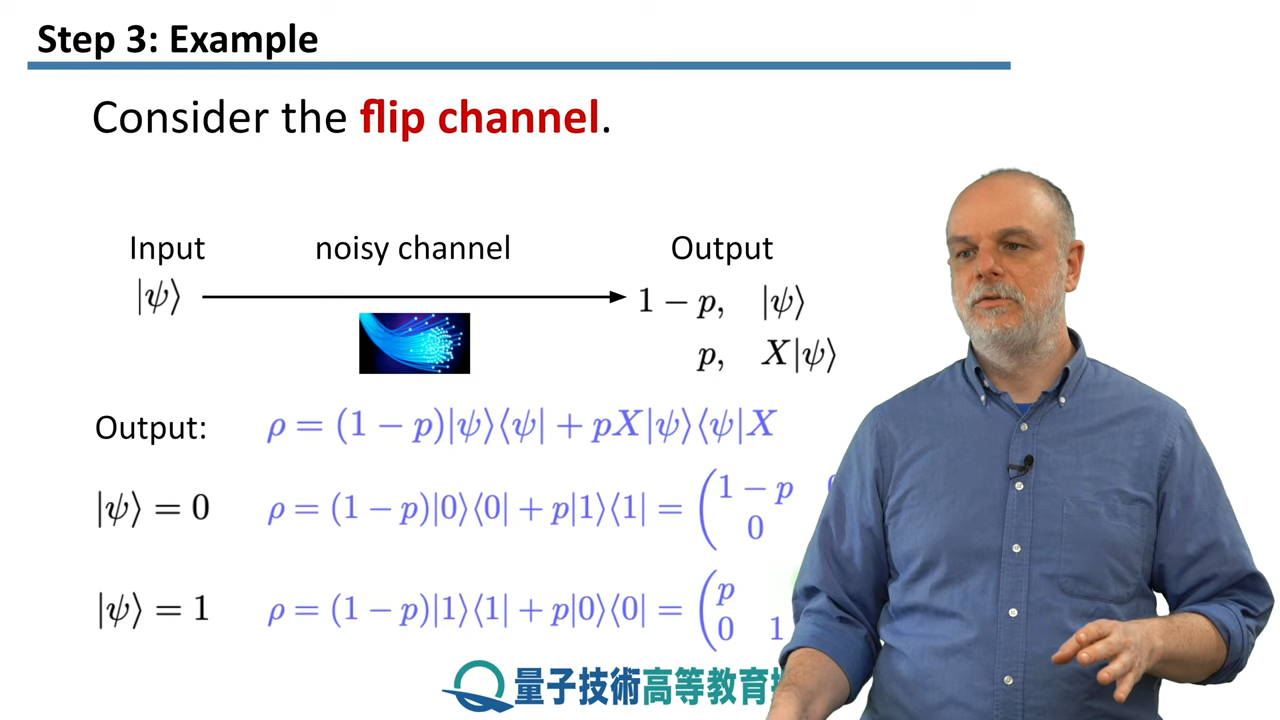 Step 3: Example
Consider the flip channel.
Input noisy channel Output
|ψ⟩ 1 − p, |ψ⟩
p, X|ψ⟩
Output: ρ = (1 − p)|ψ⟩⟨ψ| + pX|ψ⟩⟨ψ|X
|ψ⟩ = 0 ρ = (1 − p)|0⟩⟨0| + p|1⟩⟨1| = (1 − p
0
|ψ⟩ = 1 ρ = (1 − p)|1⟩⟨1| + p|0⟩⟨0| = (p
0 1
量子技術高等教育